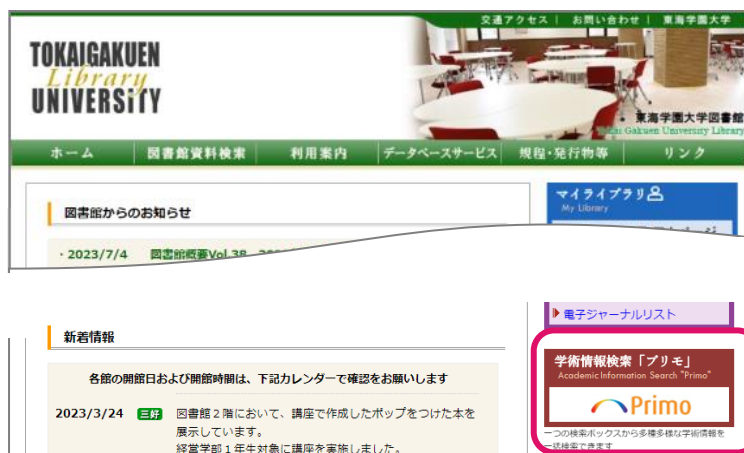 交通アクセス | お問い合わせ | 東海学園大学
TOKAIGAKUEN
Library
UNIVERSiTY
東海学園大学図書館
Tokai Gakuen University Library
ホーム 図書館資料検索 利用案内 データベースサービス 規程・発行物等 リンク
図書館からのお知らせ
・2023/7/4 図書館概要Vol.38
マイライブラリ
My Library
新着情報
各館の開館日および開館時間は、下記カレンダーで確認をお願いします
2023/3/24 三好 図書館2階において、講座で作成したポップをつけた本を
展示しています。
経営学部1年生対象に講座を実施しました。
電子ジャーナルリスト
学術情報検索「プリモ」
Academic Information Search "Primo"
Primo
一つの検索ボックスから多種多様な学術情報を
一括検索できます